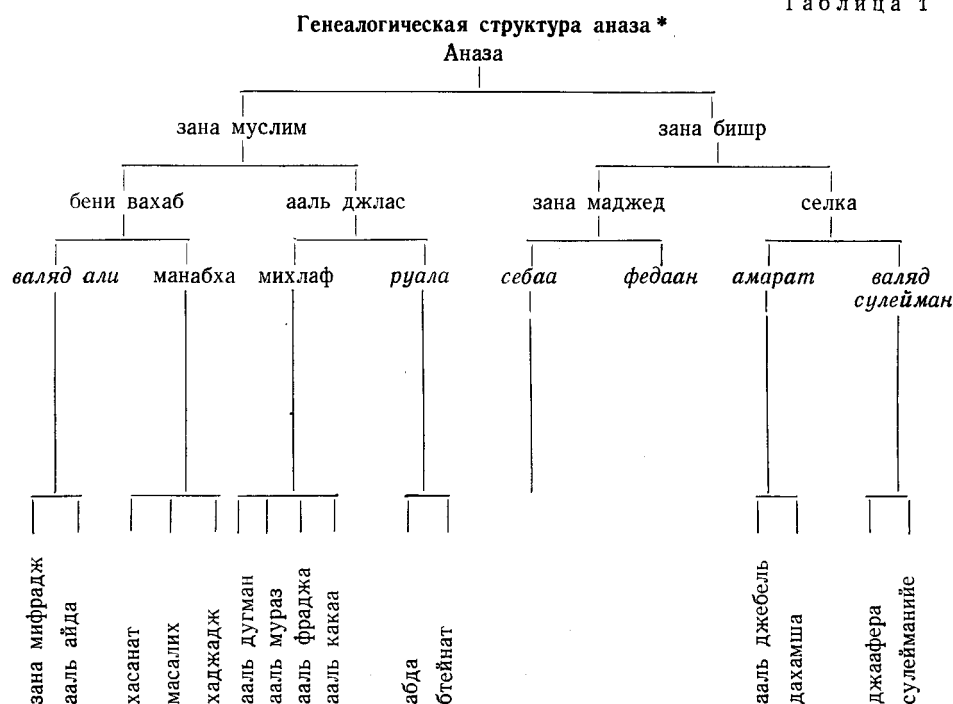 Таблица 1
Генеалогическая структура аназа *
Аназа
зана муслим
зана бишр
бени вахаб
ааль джлас
зана маджед
селка
валяд али
манабха
михлаф
руала
себаа
федаан
амарат
валяд
сулейман
зана мифрадж
ааль айда
хасанат
масалих
хаджадж
ааль дугман
ааль мураз
ааль фраджа
ааль какаа
абда
бтейнат
ааль джебель
дахамша
джаафера
сулейманийе